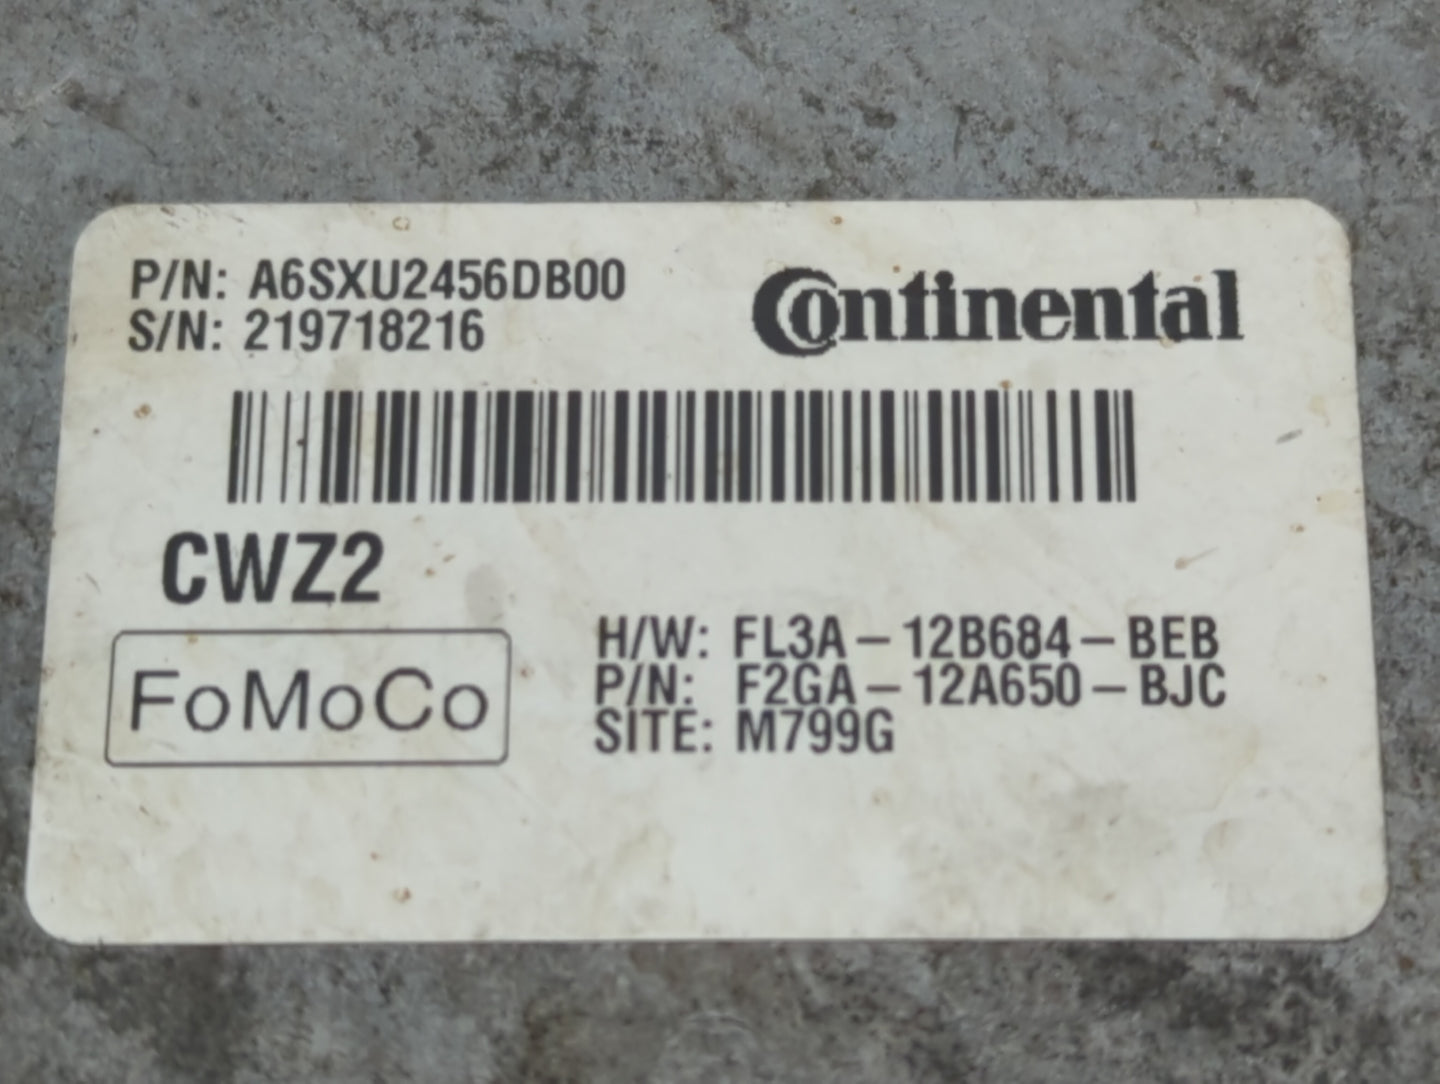 P/N: A6SXU2456DB00
S/N: 219718216
Continental
CWZ2
FoMoCo
H/W: FL3A-12B684-BEB
P/N: F2GA-12A650-BJC
SITE: M799G